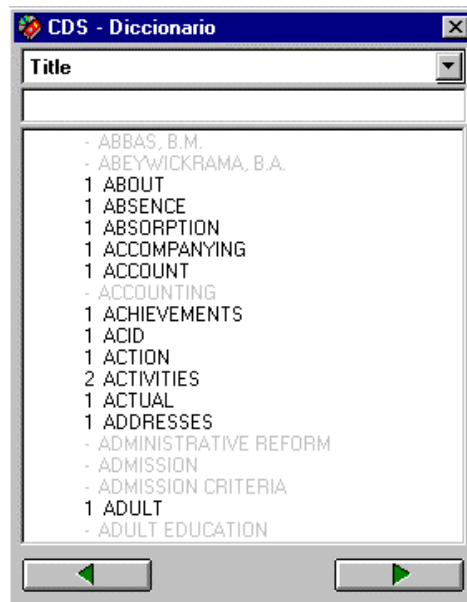 CDS - Diccionario
Title
- ABBAS, B.M.
- ABEYWICKRAMA, B.A.
1 ABOUT
1 ABSENCE
1 ABSORPTION
1 ACCOMPANYING
1 ACCOUNT
- ACCOUNTING
1 ACHIEVEMENTS
1 ACID
1 ACTION
2 ACTIVITIES
1 ACTUAL
1 ADDRESSES
- ADMINISTRATIVE REFORM
- ADMISSION
- ADMISSION CRITERIA
1 ADULT
- ADULT EDUCATION